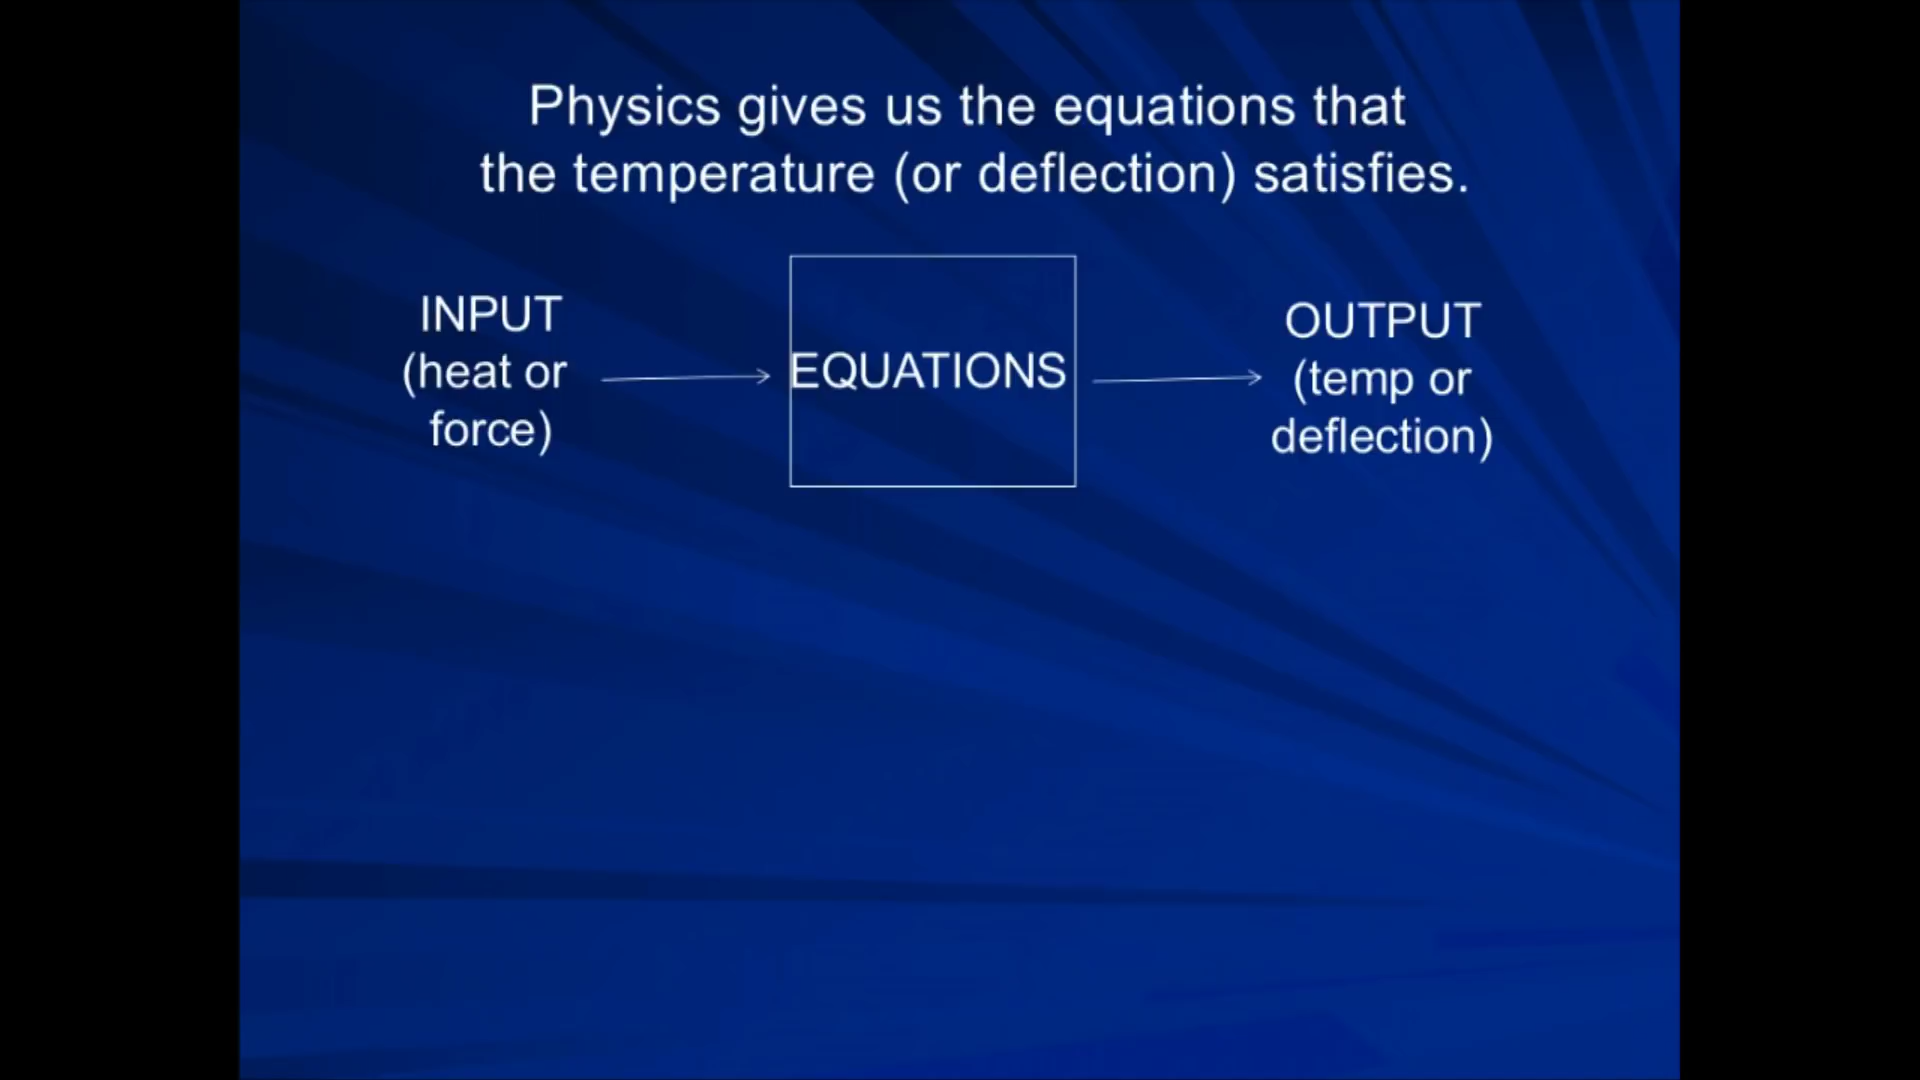 Physics gives us the equations that
the temperature (or deflection) satisfies.
INPUT
(heat or
force)
EQUATIONS
OUTPUT
(temp or
deflection)